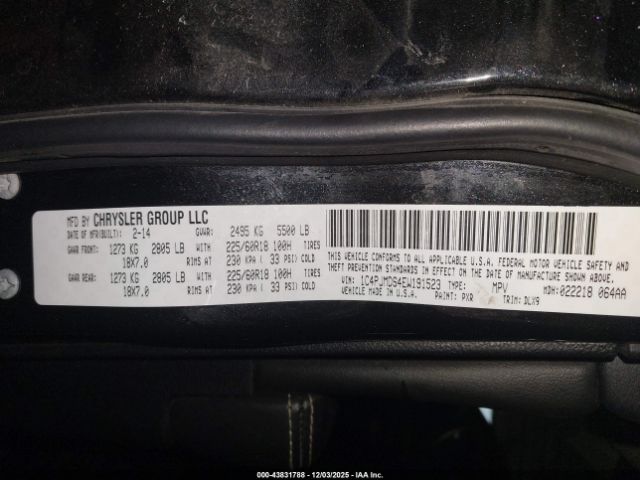 MFD BY CHRYSLER GROUP LLC
DATE OF MFR(BUILT): 2-14 GVWR: 2495 KG 5500 LB
GAWR FRONT: 1273 KG 2805 LB WITH 225/60R18 100H TIRES
18X7.0 RIMS AT 230 KPA ( 33 PSI) COLD
GAWR REAR: 1273 KG 2805 LB WITH 225/60R18 100H TIRES
18X7.0 RIMS AT 230 KPA ( 33 PSI) COLD
THIS VEHICLE CONFORMS TO ALL APPLICABLE U.S.A. FEDERAL MOTOR VEHICLE SAFETY AND
THEFT PREVENTION STANDARDS IN EFFECT ON THE DATE OF MANUFACTURE SHOWN ABOVE.
VIN: 1C4PJMDS4EW191523 TYPE: MPV MDH: 022218 064AA
VEHICLE MADE IN U.S.A. PAINT: PXR TRIM: DLX9
000-43831788 - 12/03/2025 - IAA Inc.